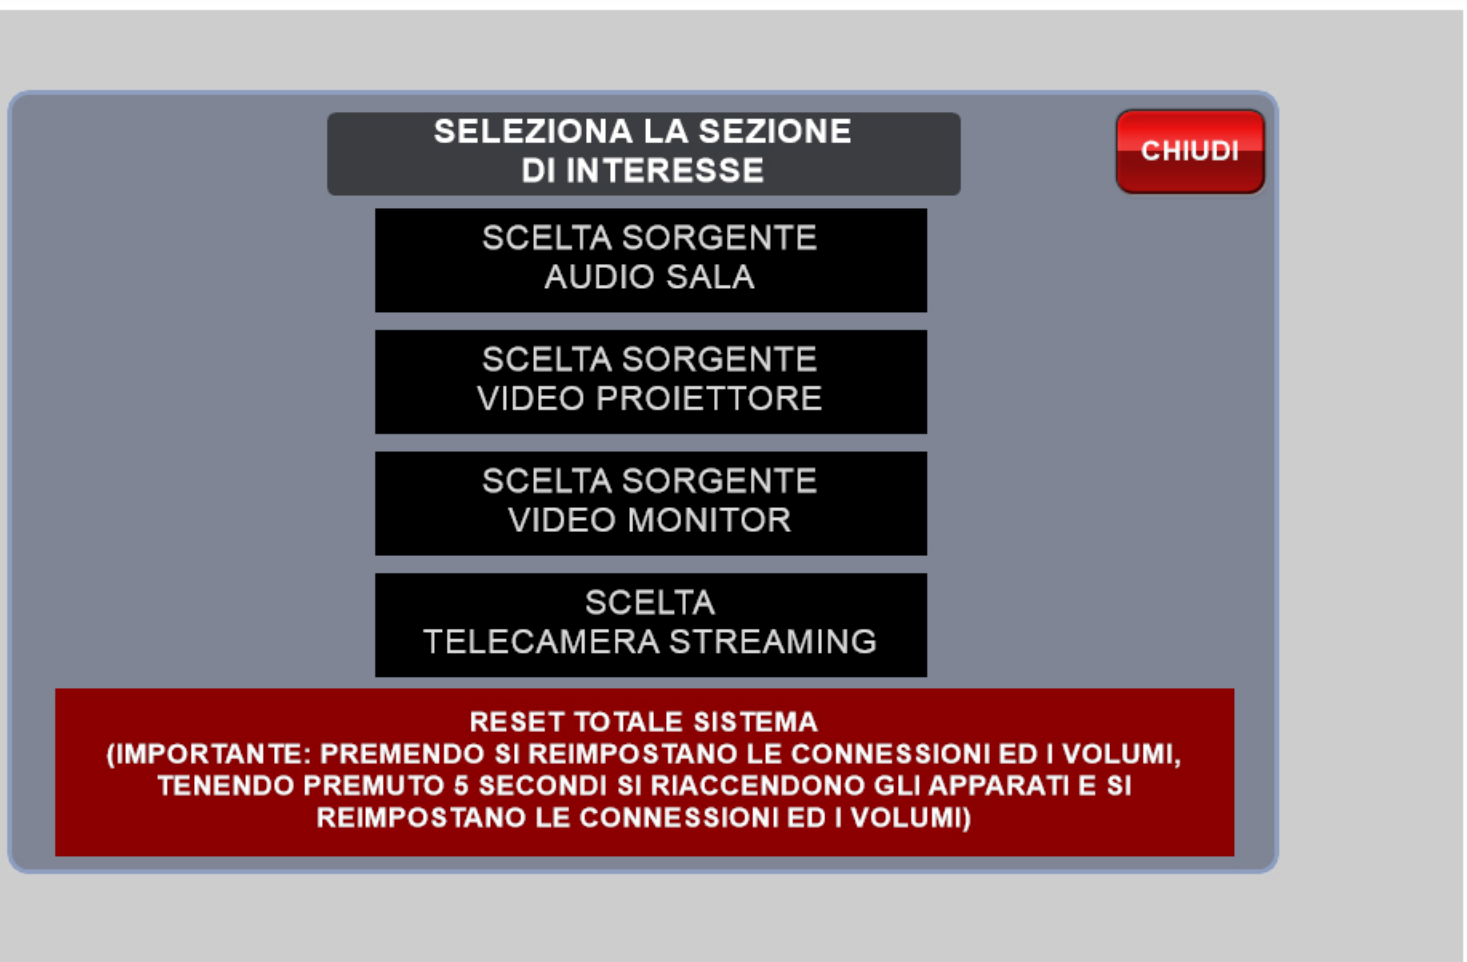 SELEZIONA LA SEZIONE
DI INTERESSE
CHIUDI
SCELTA SORGENTE
AUDIO SALA
SCELTA SORGENTE
VIDEO PROIETTORE
SCELTA SORGENTE
VIDEO MONITOR
SCELTA
TELECAMERA STREAMING
RESET TOTALE SISTEMA
(IMPORTANTE: PREMENDO SI REIMPOSTANO LE CONNESSIONI ED I VOLUMI,
TENENDO PREMUTO 5 SECONDI SI RIACCENDONO GLI APPARATI E SI
REIMPOSTANO LE CONNESSIONI ED I VOLUMI)